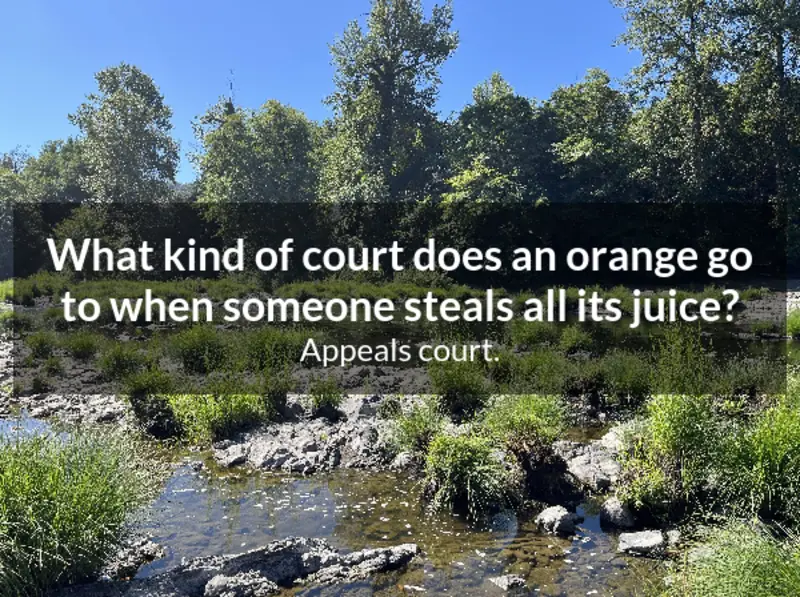 What kind of court does an orange go
to when someone steals all its juice?
Appeals court.